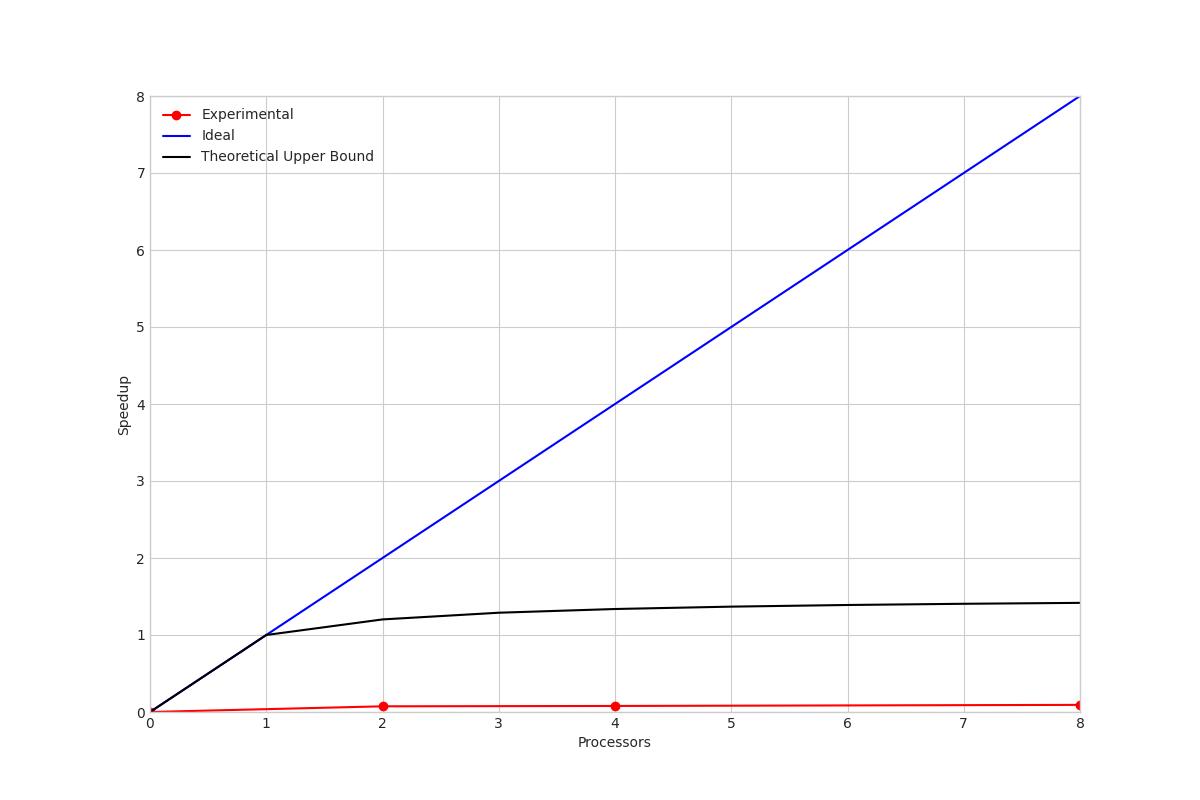 Experimental
Ideal
Theoretical Upper Bound
8
7
6
5
4
3
2
1
0
Speedup
0 1 2 3 4 5 6 7 8
Processors